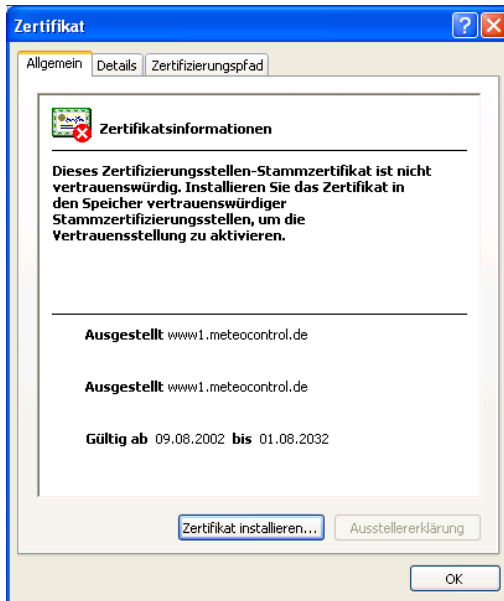 Zertifikat
Allgemein Details Zertifizierungspfad
Zertifikatsinformationen
Dieses Zertifizierungsstellen-Stammzertifikat ist nicht
vertrauenswürdig. Installieren Sie das Zertifikat in
den Speicher vertrauenswürdiger
Stammzertifizierungsstellen, um die
Vertrauensstellung zu aktivieren.
Ausgestellt www1.meteocontrol.de
Ausgestellt www1.meteocontrol.de
Gültig ab 09.08.2002 bis 01.08.2032
Zertifikat installieren... Ausstellererklärung
OK